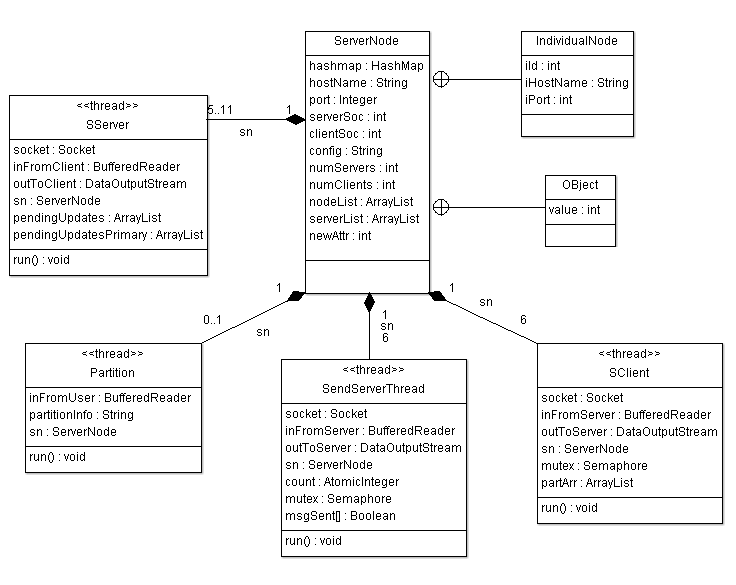 ServerNode
hashmap : HashMap
hostName : String
port : Integer
serverSoc : int
clientSoc : int
config : String
numServers : int
numClients : int
nodeList : ArrayList
serverList : ArrayList
newAttr : int
IndividualNode
iId : int
iHostName : String
iPort : int
OBject
value : int
<<thread>>
SServer
socket : Socket
inFromClient : BufferedReader
outToClient : DataOutputStream
sn : ServerNode
pendingUpdates : ArrayList
pendingUpdatesPrimary : ArrayList
run() : void
5..11
1
sn
1
0..1
sn
1
sn
6
1
sn
6
<<thread>>
Partition
inFromUser : BufferedReader
partitionInfo : String
sn : ServerNode
run() : void
<<thread>>
SendServerThread
socket : Socket
inFromServer : BufferedReader
outToServer : DataOutputStream
sn : ServerNode
count : AtomicInteger
mutex : Semaphore
msgSent[] : Boolean
run() : void
<<thread>>
SClient
socket : Socket
inFromServer : BufferedReader
outToServer : DataOutputStream
sn : ServerNode
mutex : Semaphore
partArr : ArrayList
run() : void